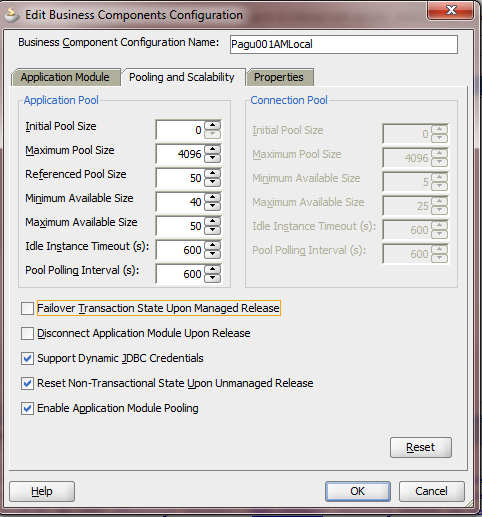 Edit Business Components Configuration
Business Component Configuration Name: Pagu001AMLocal
Application Module Pooling and Scalability Properties
Application Pool
Initial Pool Size 0
Maximum Pool Size 4096
Referenced Pool Size 50
Minimum Available Size 40
Maximum Available Size 50
Idle Instance Timeout (s): 600
Pool Polling Interval (s): 600
Connection Pool
Initial Pool Size 0
Maximum Pool Size 4096
Minimum Available Size 5
Maximum Available Size 25
Idle Instance Timeout (s): 600
Pool Polling Interval (s): 600
Failover Transaction State Upon Managed Release
Disconnect Application Module Upon Release
Support Dynamic JDBC Credentials
Reset Non-Transactional State Upon Unmanaged Release
Enable Application Module Pooling
Reset
Help OK Cancel